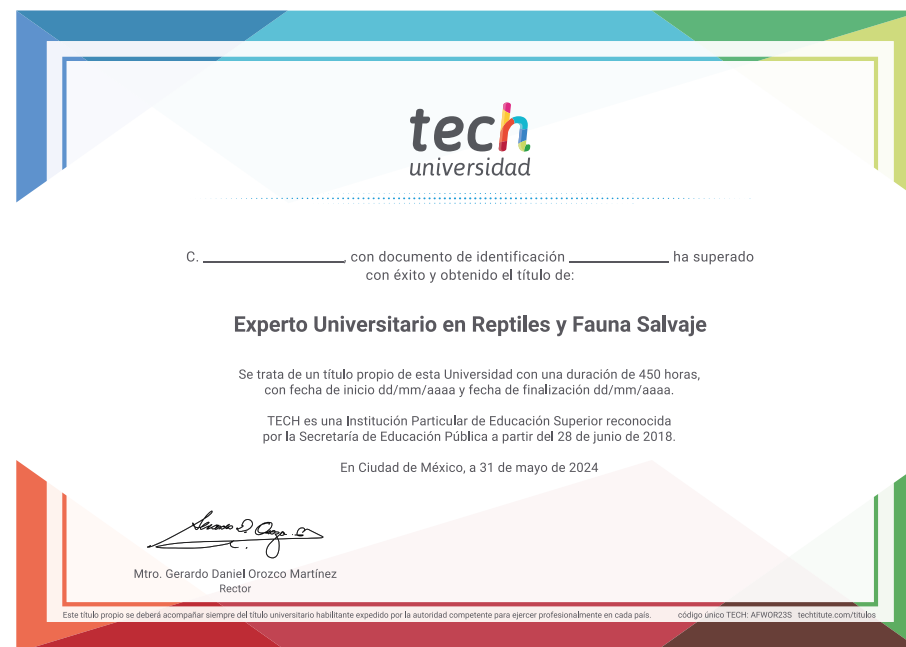 tech
universidad
C. ____________, con documento de identificación ____________ ha superado
con éxito y obtenido el título de:
Experto Universitario en Reptiles y Fauna Salvaje
Se trata de un título propio de esta Universidad con una duración de 450 horas,
con fecha de inicio dd/mm/aaaa y fecha de finalización dd/mm/aaaa.
TECH es una Institución Particular de Educación Superior reconocida
por la Secretaría de Educación Pública a partir del 28 de junio de 2018.
En Ciudad de México, a 31 de mayo de 2024
Mtro. Gerardo Daniel Orozco Martínez
Rector
Este título propio se deberá acompañar siempre del título universitario habilitante expedido por la autoridad competente para ejercer profesionalmente en cada país. código único TECH: AFWOR23S techtitute.com/titulos